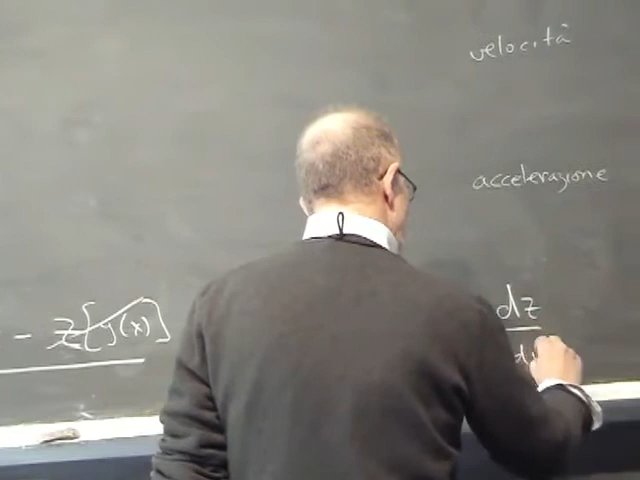 velocità
accelerazione
- z[y(x)]
dz
d